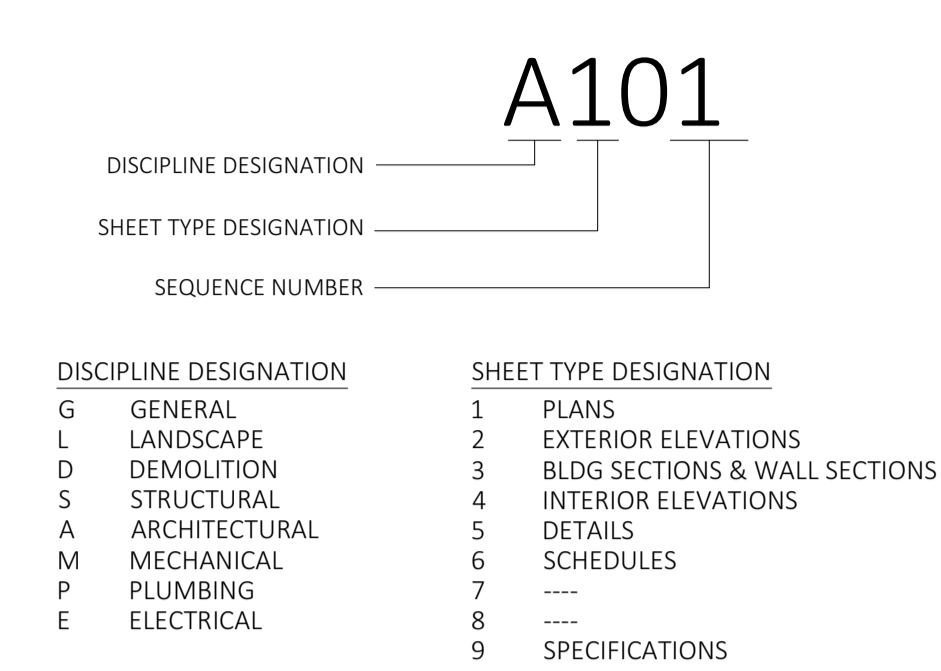 A101
DISCIPLINE DESIGNATION
SHEET TYPE DESIGNATION
SEQUENCE NUMBER
DISCIPLINE DESIGNATION
G GENERAL
L LANDSCAPE
D DEMOLITION
S STRUCTURAL
A ARCHITECTURAL
M MECHANICAL
P PLUMBING
E ELECTRICAL
SHEET TYPE DESIGNATION
1 PLANS
2 EXTERIOR ELEVATIONS
3 BLDG SECTIONS & WALL SECTIONS
4 INTERIOR ELEVATIONS
5 DETAILS
6 SCHEDULES
7 ----
8 ----
9 SPECIFICATIONS